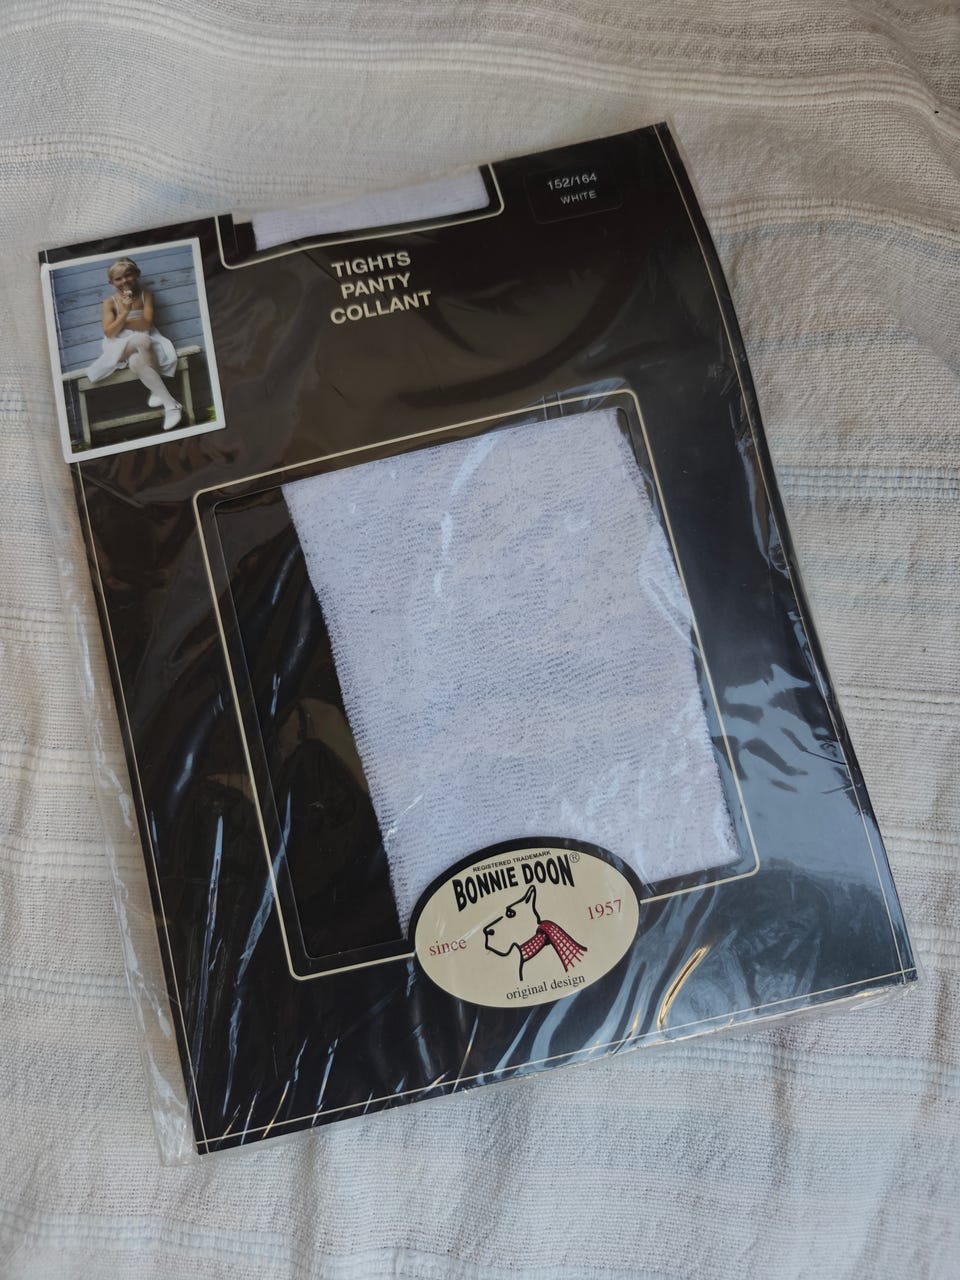 152/164
WHITE
TIGHTS
PANTY
COLLANT
REGISTERED TRADEMARK
BONNIE DOON®
since 1957
original design